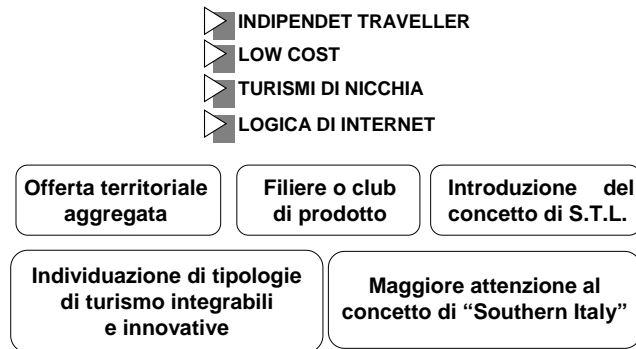 INDIPENDET TRAVELLER
LOW COST
TURISMI DI NICCHIA
LOGICA DI INTERNET
Offerta territoriale
aggregata
Filiere o club
di prodotto
Introduzione del
concetto di S.T.L.
Individuazione di tipologie
di turismo integrabili
e innovative
Maggiore attenzione al
concetto di “Southern Italy”